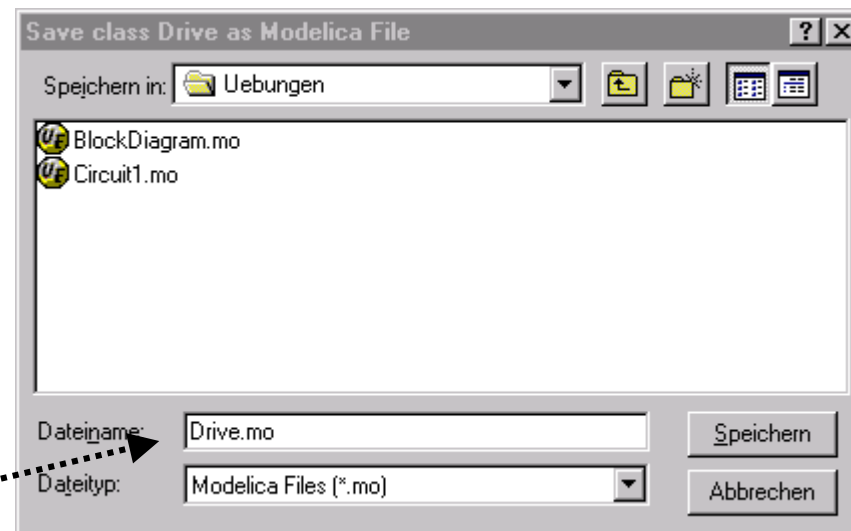 Save class Drive as Modelica File
Speichern in: Uebungen
BlockDiagram.mo
Circuit1.mo
Dateiname: Drive.mo Speichern
Dateityp: Modelica Files (*.mo) Abbrechen